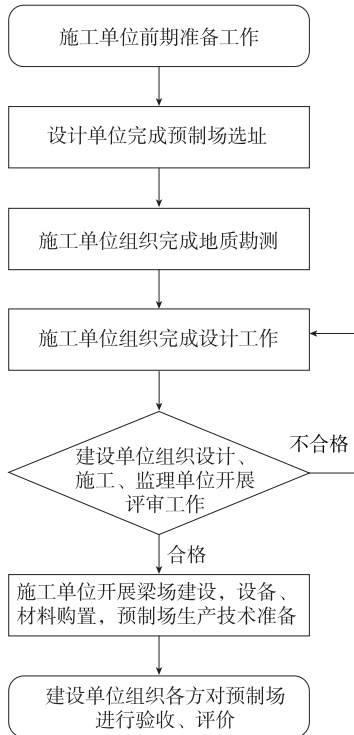 施工单位前期准备工作
设计单位完成预制场选址
施工单位组织完成地质勘测
施工单位组织完成设计工作
不合格
建设单位组织设计、
施工、监理单位开展
评审工作
合格
施工单位开展梁场建设，设备、
材料购置，预制场生产技术准备
建设单位组织各方对预制场
进行验收、评价